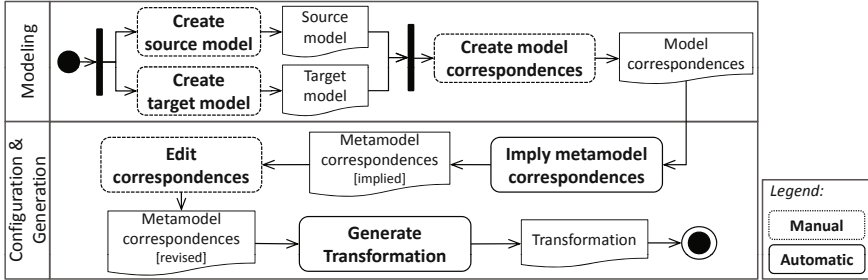 Modeling
Create
source model
Source
model
Create
target model
Target
model
Create model
correspondences
Model
correspondences
Configuration &
Generation
Edit
correspondences
Metamodel
correspondences
[implied]
Imply metamodel
correspondences
Metamodel
correspondences
[revised]
Generate
Transformation
Transformation
Legend:
Manual
Automatic